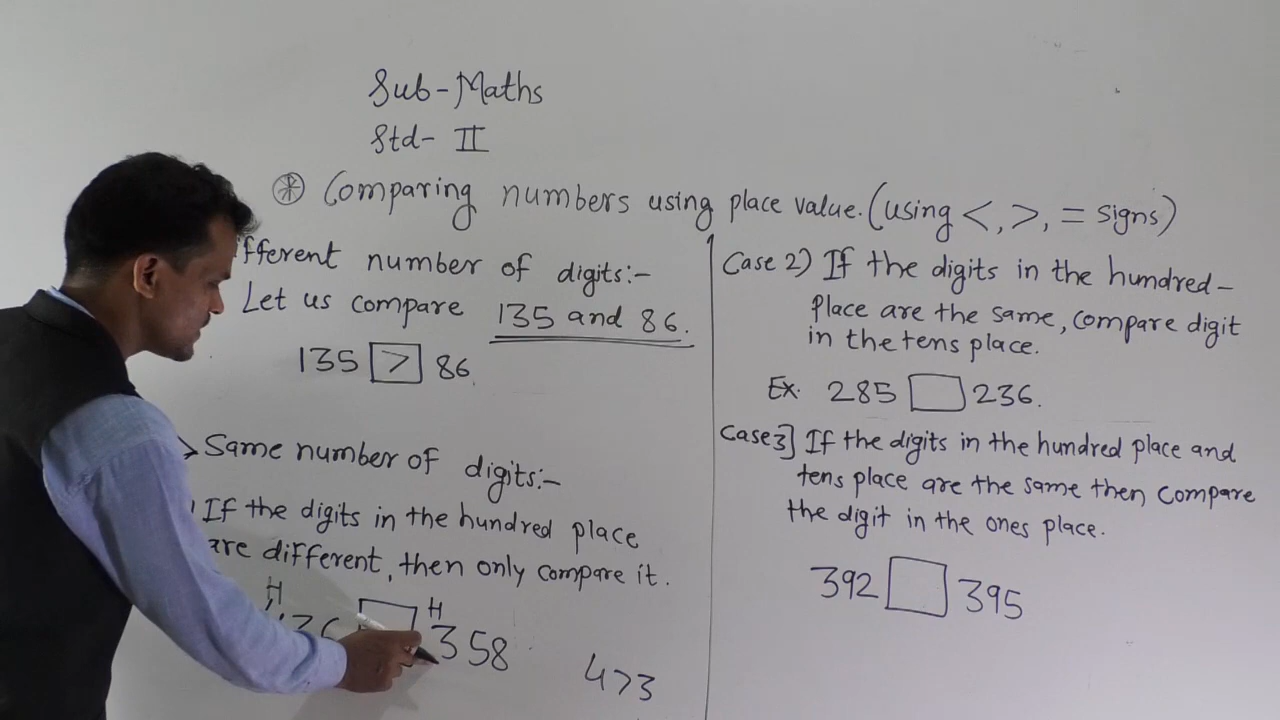 Sub-Maths
Std- II
Comparing numbers using place value. (using <, >, = signs)
fferent number of digits:-
Let us compare 135 and 86.
135 > 86
> Same number of digits:-
If the digits in the hundred place
are different, then only compare it.
H H
36 358
4>3
Case 2) If the digits in the hundred-
place are the same, compare digit
in the tens place.
Ex. 285 236.
Case 3] If the digits in the hundred place and
tens place are the same then compare
the digit in the ones place.
392 395